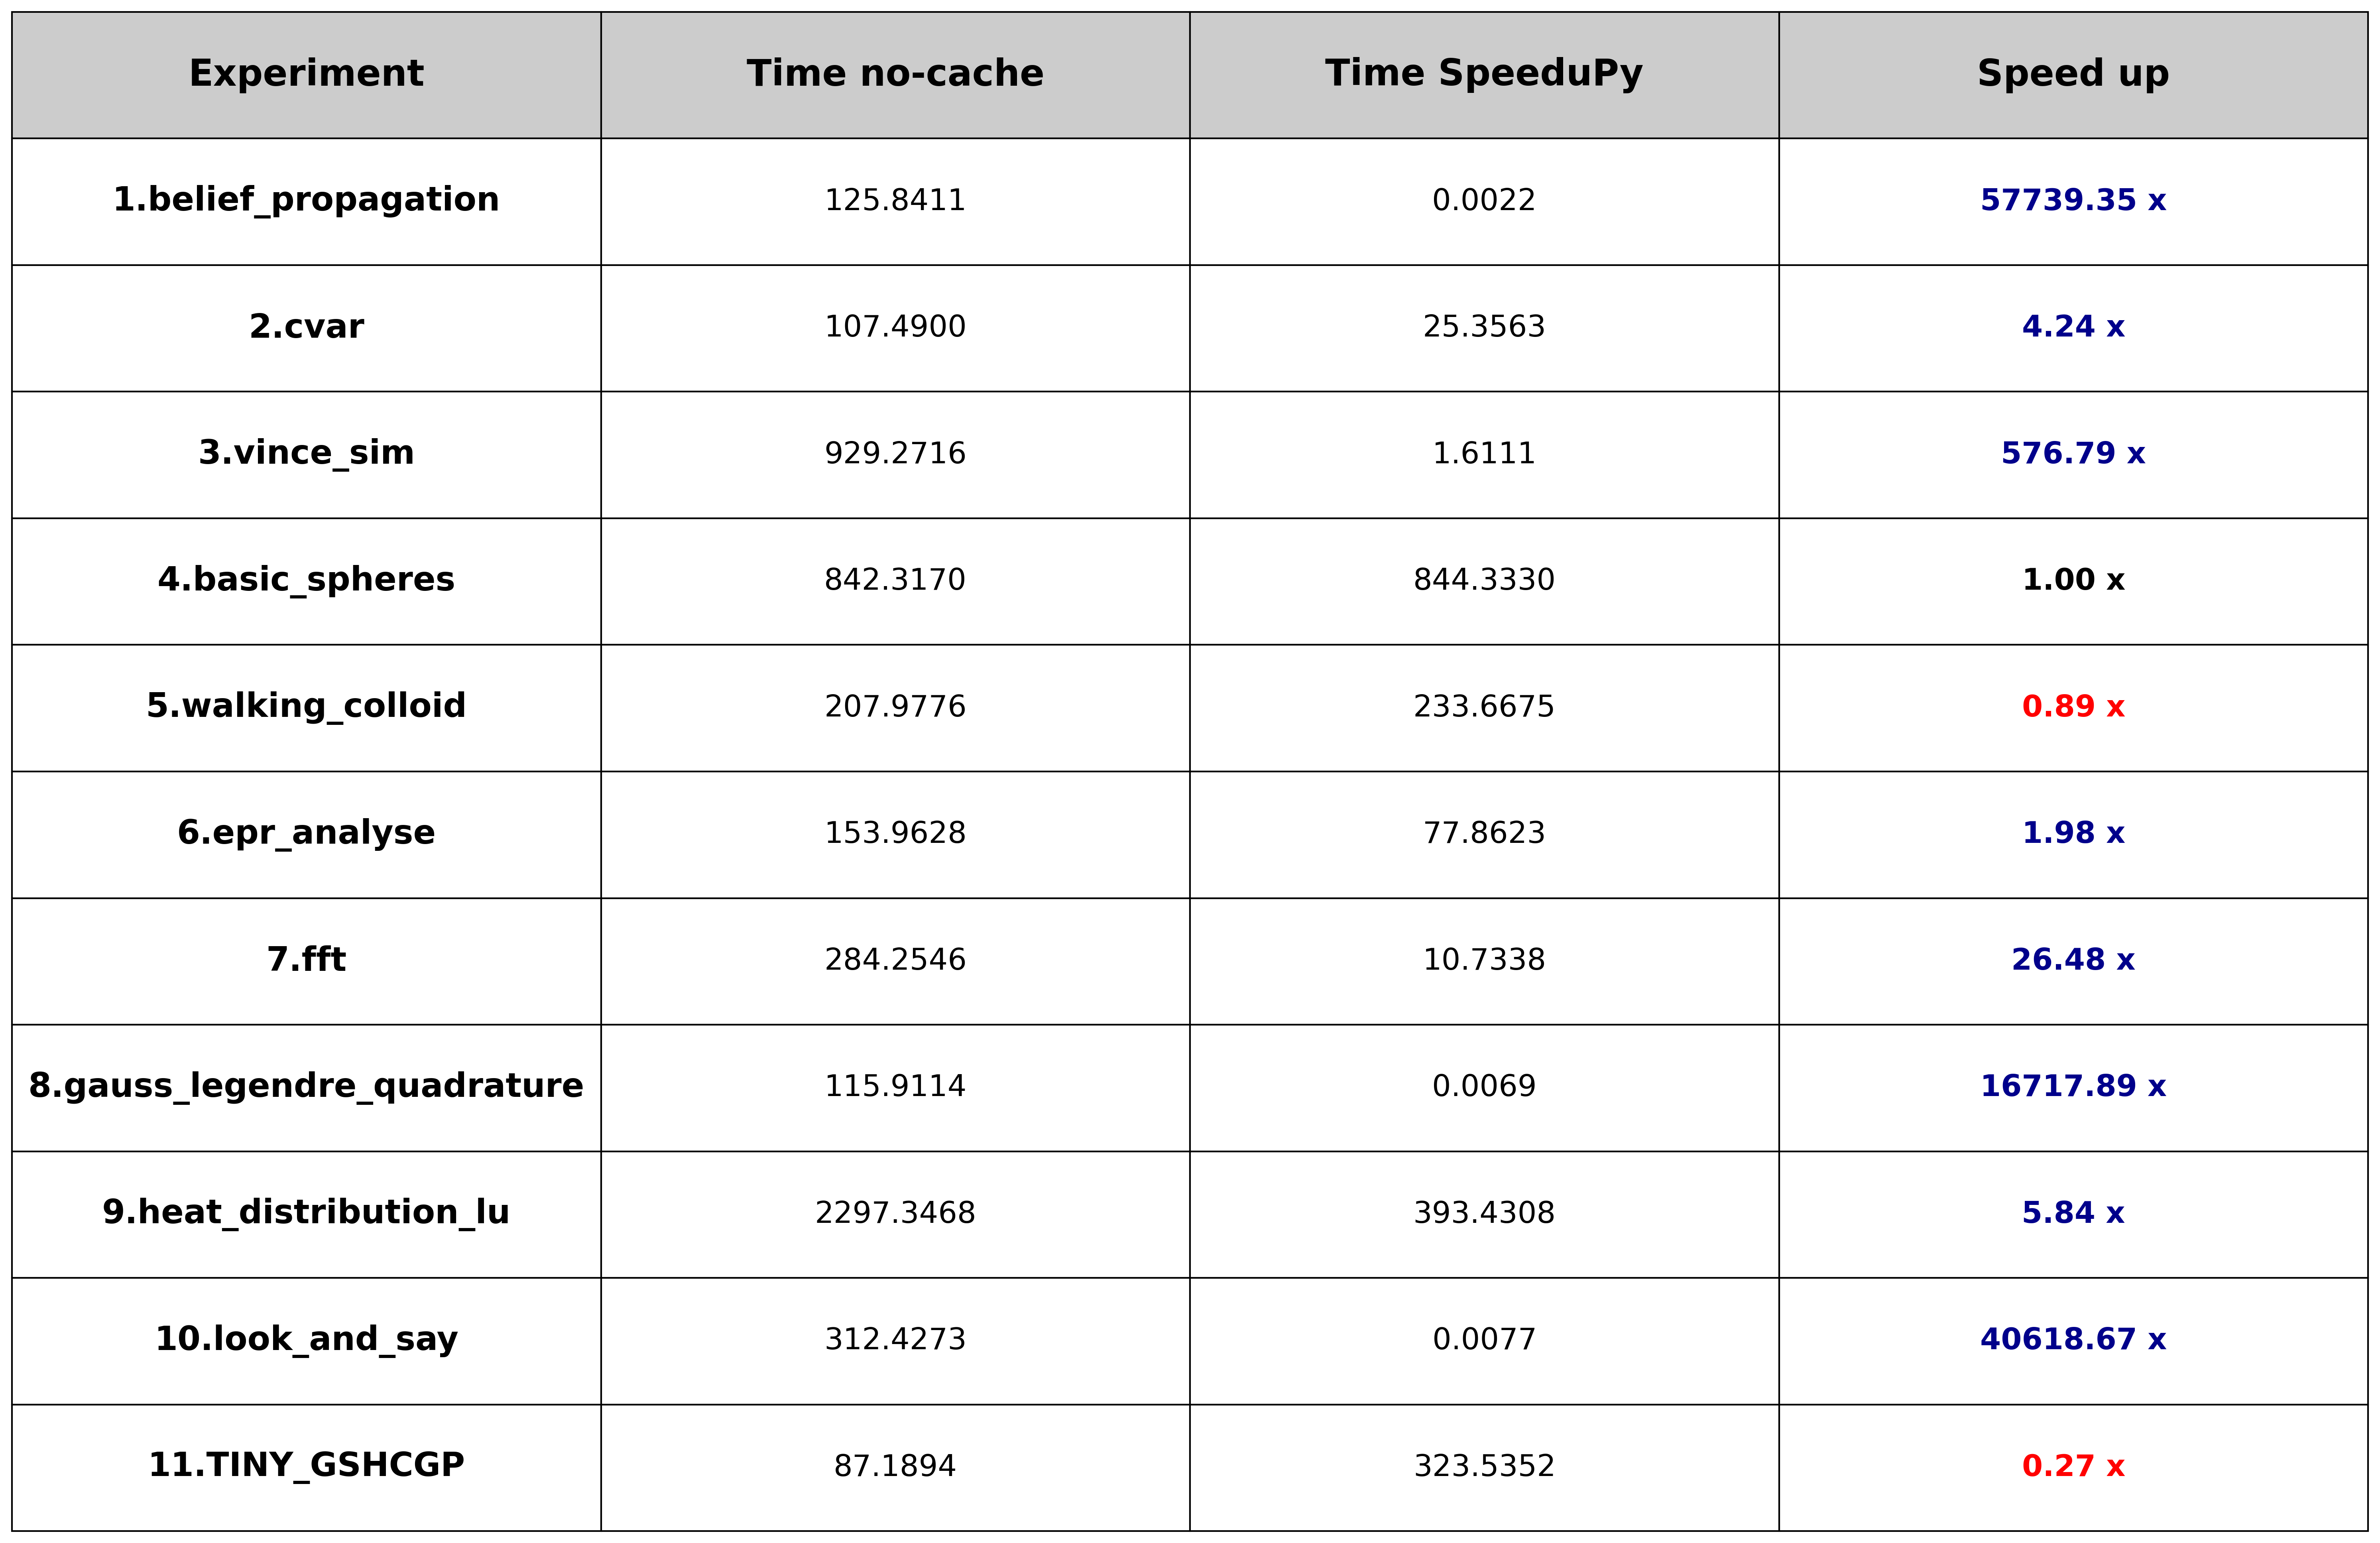 Experiment Time no-cache Time SpeeduPy Speed up
1.belief_propagation 125.8411 0.0022 57739.35 x
2.cvar 107.4900 25.3563 4.24 x
3.vince_sim 929.2716 1.6111 576.79 x
4.basic_spheres 842.3170 844.3330 1.00 x
5.walking_colloid 207.9776 233.6675 0.89 x
6.epr_analyse 153.9628 77.8623 1.98 x
7.fft 284.2546 10.7338 26.48 x
8.gauss_legendre_quadrature 115.9114 0.0069 16717.89 x
9.heat_distribution_lu 2297.3468 393.4308 5.84 x
10.look_and_say 312.4273 0.0077 40618.67 x
11.TINY_GSHCGP 87.1894 323.5352 0.27 x